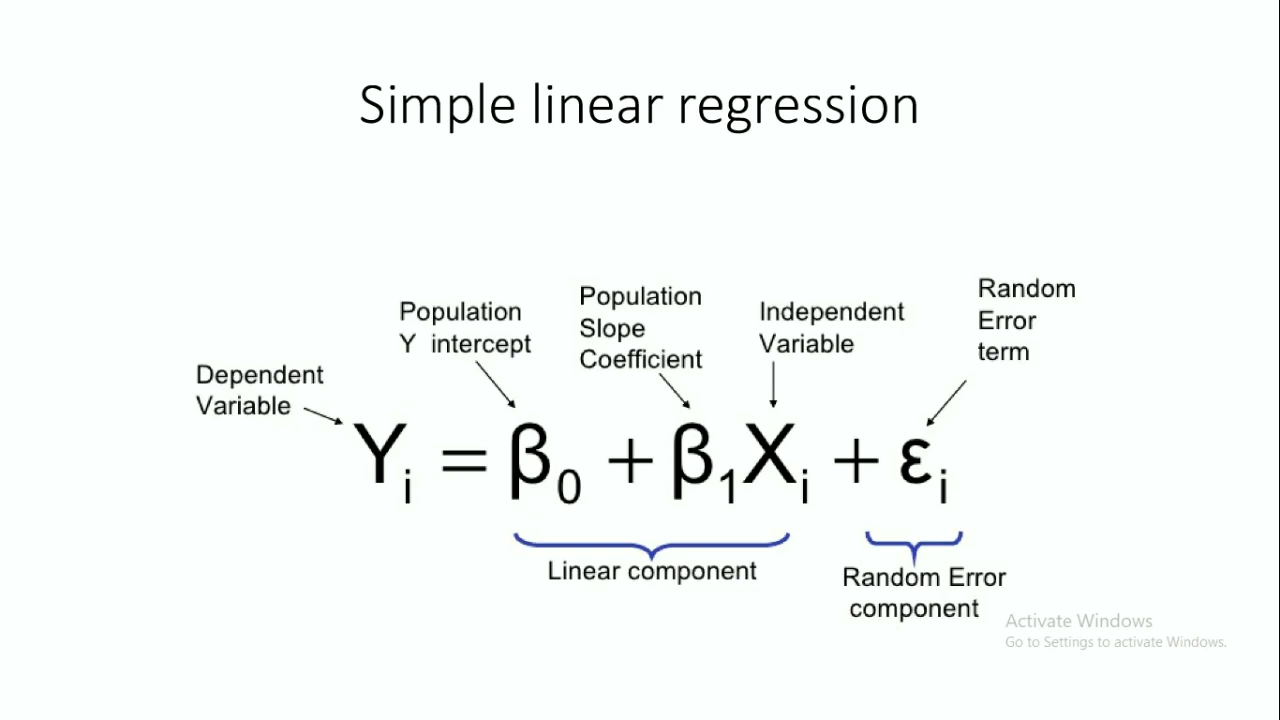 Simple linear regression
Dependent
Variable
Population
Y intercept
Population
Slope
Coefficient
Independent
Variable
Random
Error
term
Yᵢ = β₀ + β₁Xᵢ + εᵢ
Linear component
Random Error
component
Activate Windows
Go to Settings to activate Windows.